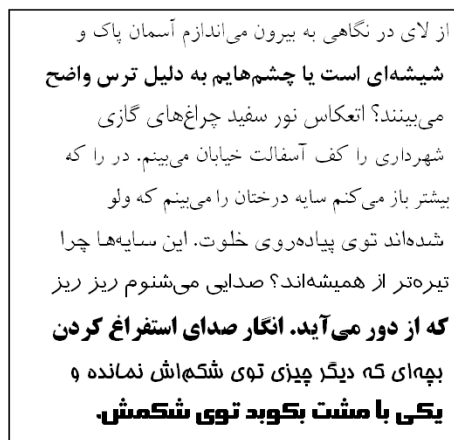 از لای در نگاهی به بیرون می‌اندازم آسمان پاک و
شیشه‌ای است یا چشم‌هایم به دلیل ترس واضح
می‌بینند؟ اتعکاس نور سفید چراغ‌های گازی
شهرداری را کف آسفالت خیابان می‌بینم. در را که
بیشتر باز می‌کنم سایه درختان را می‌بینم که ولو
شده‌اند توی پیاده‌روی خلوت. این سایه‌ها چرا
تیره‌تر از همیشه‌اند؟ صدایی می‌شنوم ریز ریز
که از دور می‌آید. انگار صدای استفراغ کردن
بچه‌ای که دیگر چیزی توی شکم‌اش نمانده و
یکی با مشت بکوبد توی شکمش.